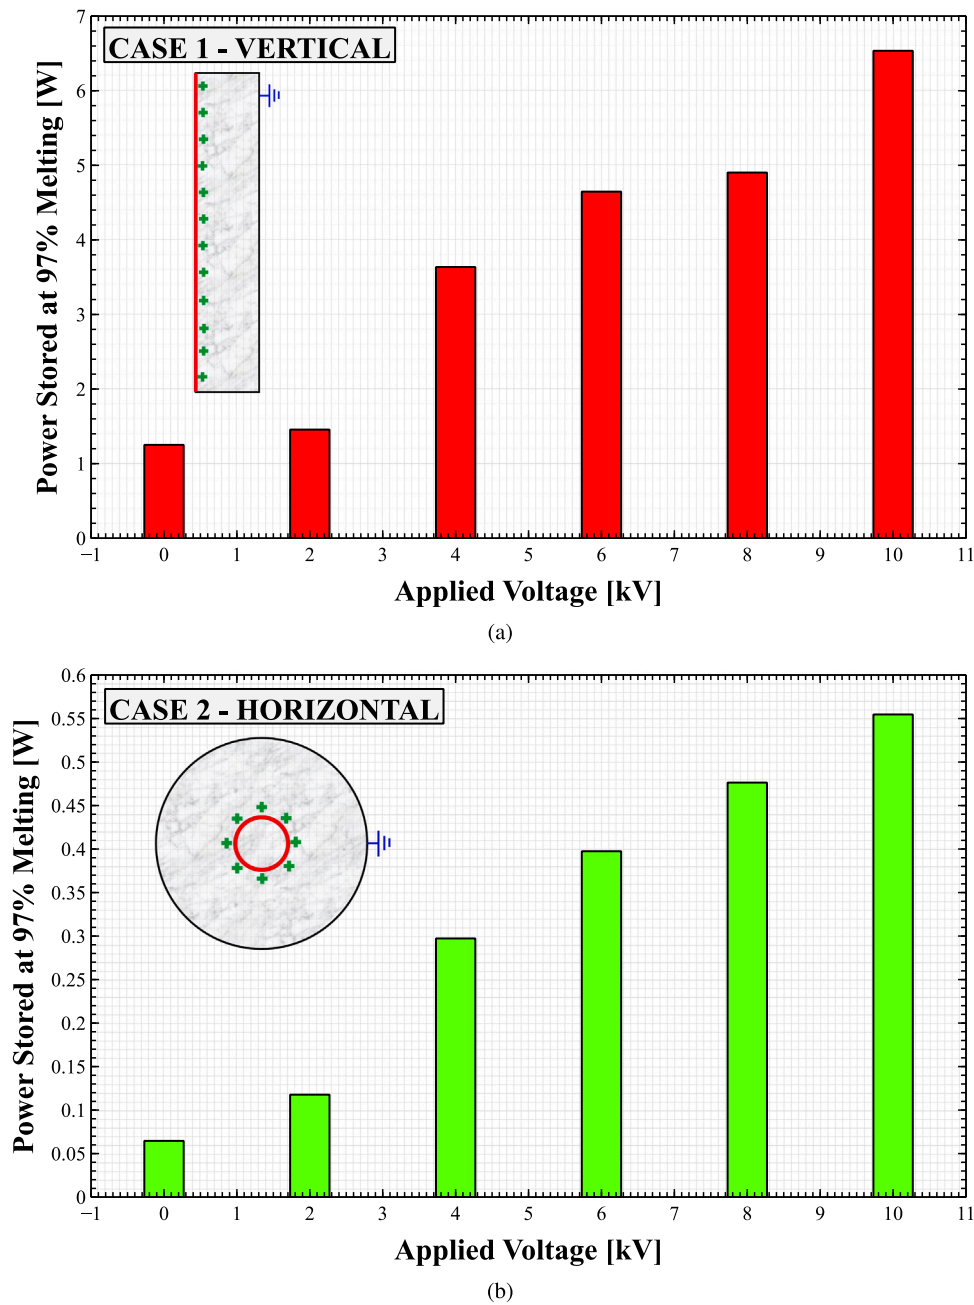 CASE 1 - VERTICAL
Power Stored at 97% Melting [W]
7
6
5
4
3
2
1
0
−1 0 1 2 3 4 5 6 7 8 9 10 11
Applied Voltage [kV]
(a)
CASE 2 - HORIZONTAL
Power Stored at 97% Melting [W]
0.6
0.55
0.5
0.45
0.4
0.35
0.3
0.25
0.2
0.15
0.1
0.05
0
−1 0 1 2 3 4 5 6 7 8 9 10 11
Applied Voltage [kV]
(b)